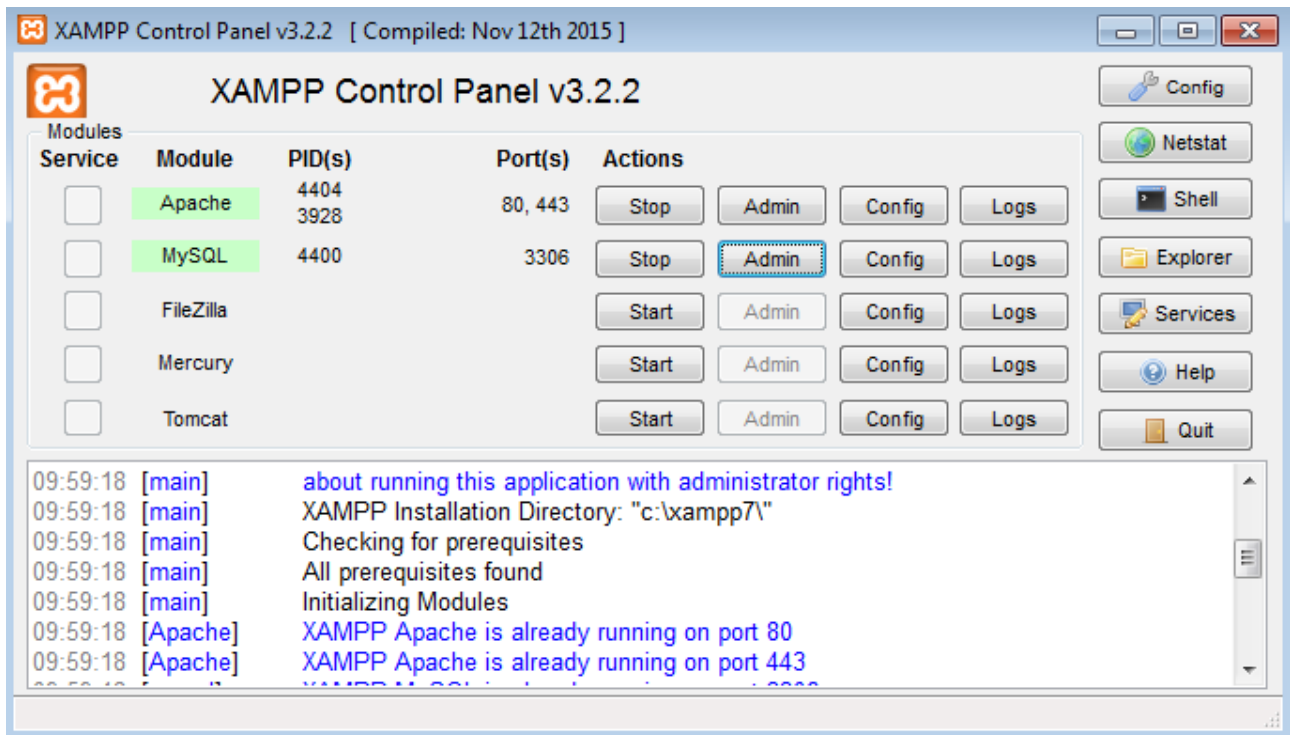 XAMPP Control Panel v3.2.2 [ Compiled: Nov 12th 2015 ]
XAMPP Control Panel v3.2.2
Config
Modules
Service Module PID(s) Port(s) Actions
Netstat
Apache 4404 3928 80, 443 Stop Admin Config Logs
Shell
MySQL 4400 3306 Stop Admin Config Logs
Explorer
FileZilla Start Admin Config Logs
Services
Mercury Start Admin Config Logs
Help
Tomcat Start Admin Config Logs
Quit
09:59:18 [main] about running this application with administrator rights!
09:59:18 [main] XAMPP Installation Directory: "c:\xampp7\"
09:59:18 [main] Checking for prerequisites
09:59:18 [main] All prerequisites found
09:59:18 [main] Initializing Modules
09:59:18 [Apache] XAMPP Apache is already running on port 80
09:59:18 [Apache] XAMPP Apache is already running on port 443